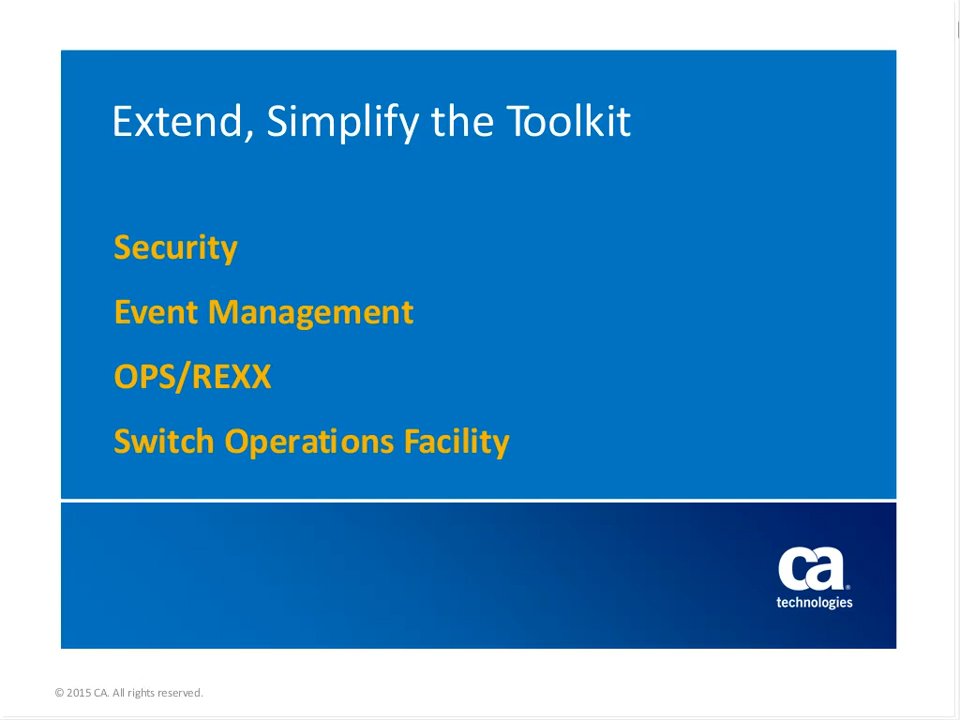 Extend, Simplify the Toolkit
Security
Event Management
OPS/REXX
Switch Operations Facility
ca
technologies
© 2015 CA. All rights reserved.